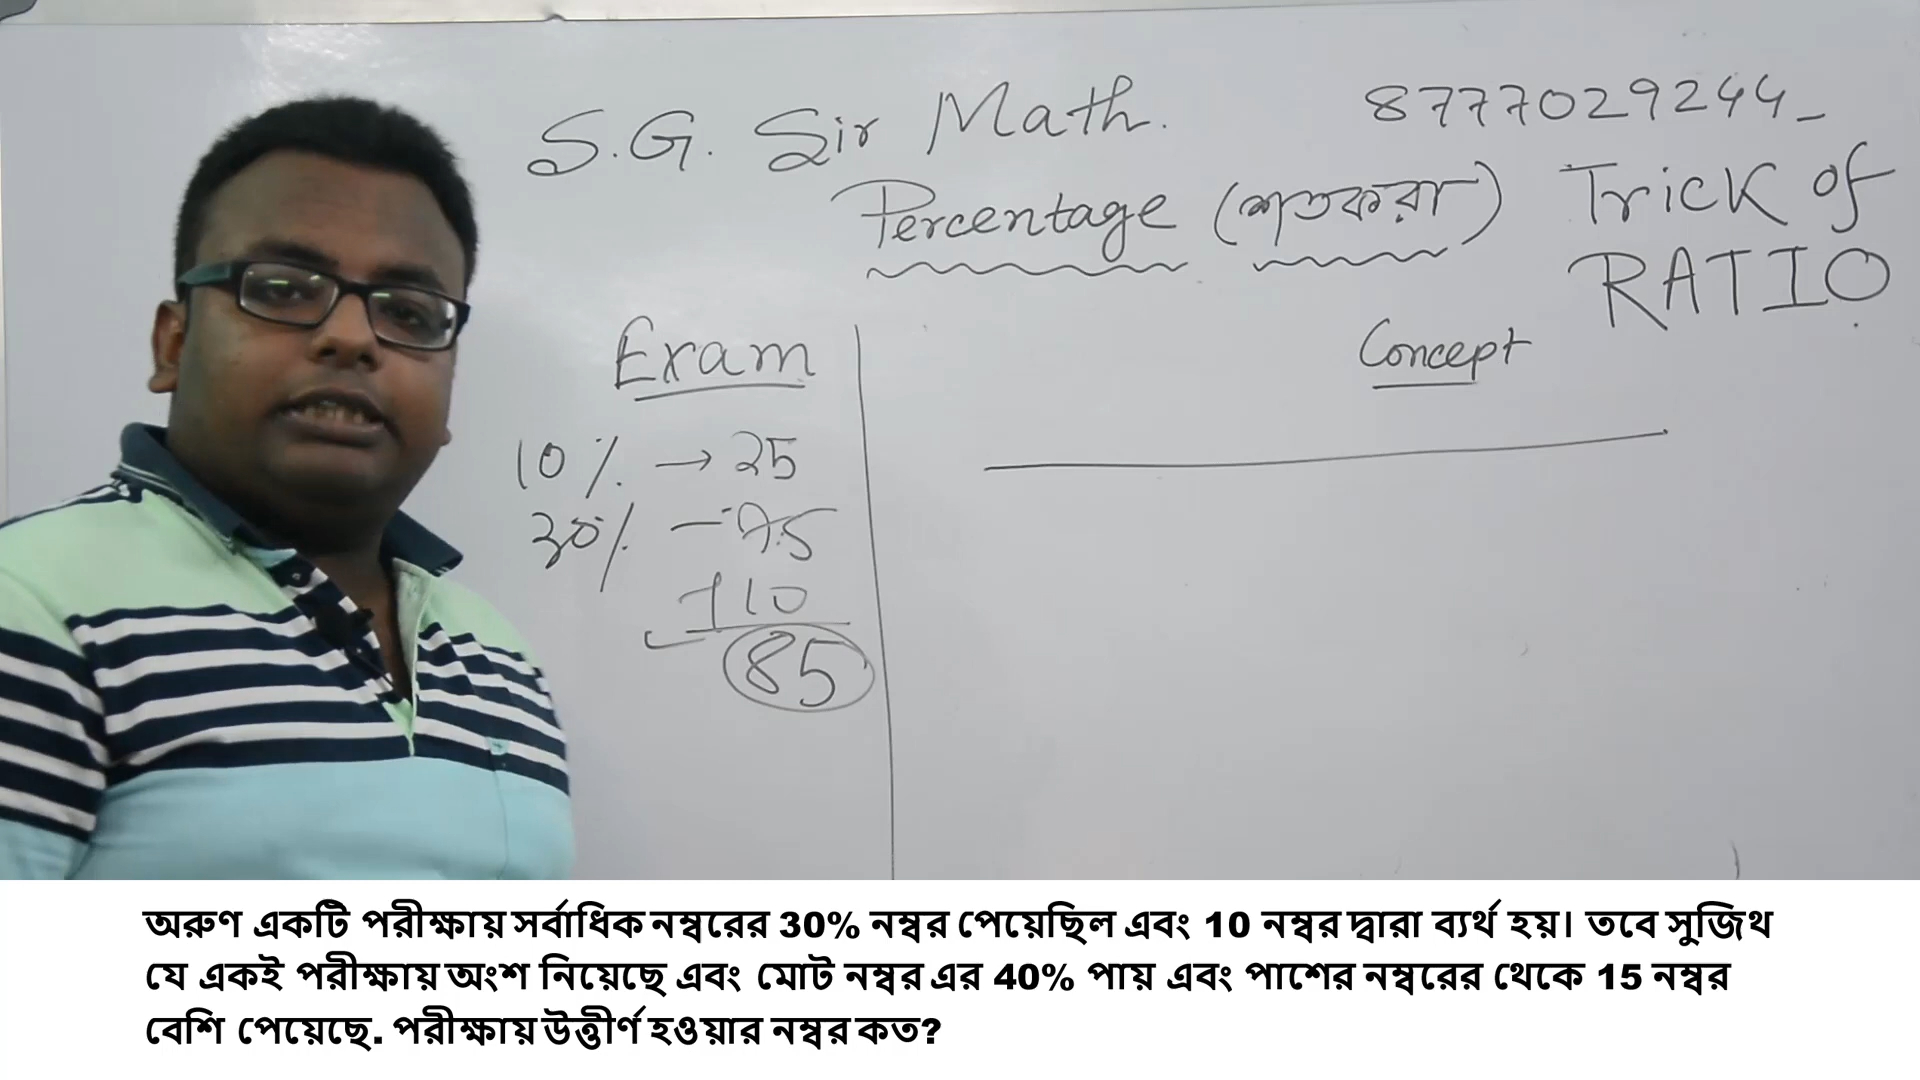 S.G. Sir Math.
8777029244
Percentage (শতকরা)
Trick of
RATIO
Exam
Concept
10% → 25
30% - 75
+10
85
অরুণ একটি পরীক্ষায় সর্বাধিক নম্বরের 30% নম্বর পেয়েছিল এবং 10 নম্বর দ্বারা ব্যর্থ হয়। তবে সুজিথ
যে একই পরীক্ষায় অংশ নিয়েছে এবং মোট নম্বর এর 40% পায় এবং পাশের নম্বরের থেকে 15 নম্বর
বেশি পেয়েছে. পরীক্ষায় উত্তীর্ণ হওয়ার নম্বর কত?